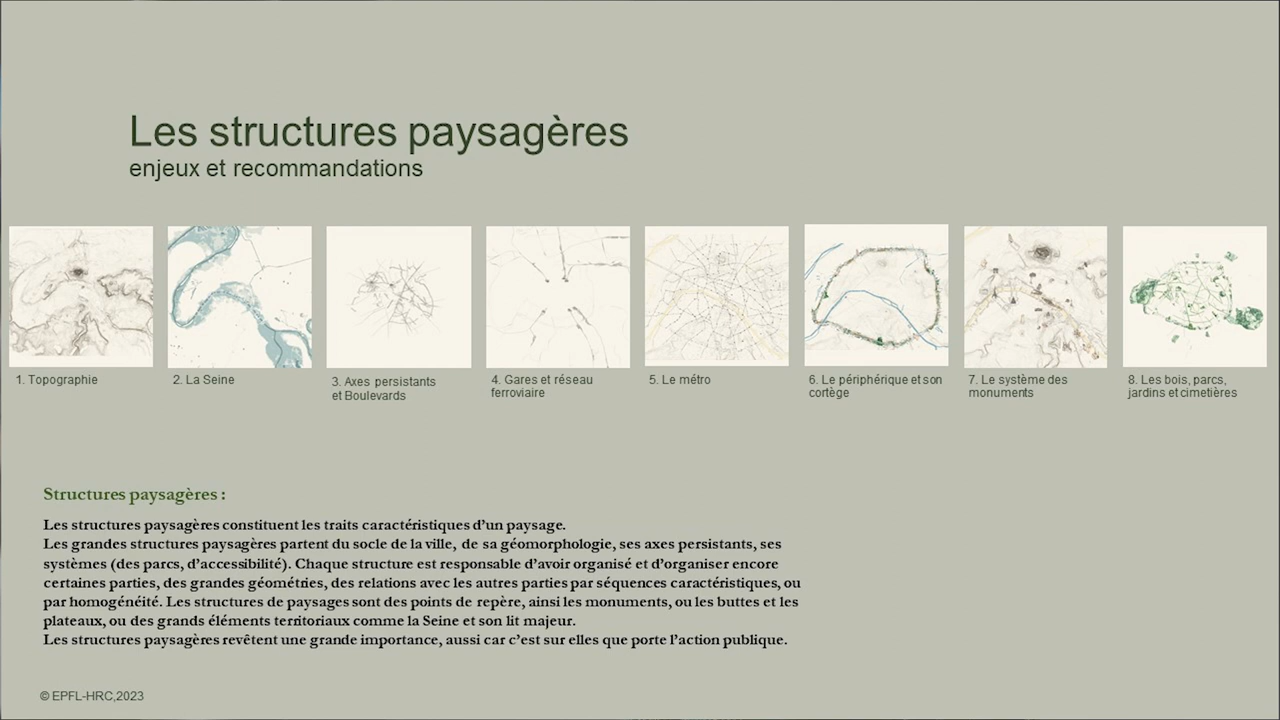 Les structures paysagères
enjeux et recommandations
1. Topographie
2. La Seine
3. Axes persistants
et Boulevards
4. Gares et réseau
ferroviaire
5. Le métro
6. Le périphérique et son
cortège
7. Le système des
monuments
8. Les bois, parcs,
jardins et cimetières
Structures paysagères :
Les structures paysagères constituent les traits caractéristiques d’un paysage.
Les grandes structures paysagères partent du socle de la ville, de sa géomorphologie, ses axes persistants, ses
systèmes (des parcs, d’accessibilité). Chaque structure est responsable d’avoir organisé et d’organiser encore
certaines parties, des grandes géométries, des relations avec les autres parties par séquences caractéristiques, ou
par homogénéité. Les structures de paysages sont des points de repère, ainsi les monuments, ou les buttes et les
plateaux, ou des grands éléments territoriaux comme la Seine et son lit majeur.
Les structures paysagères revêtent une grande importance, aussi car c’est sur elles que porte l’action publique.
© EPFL-HRC,2023